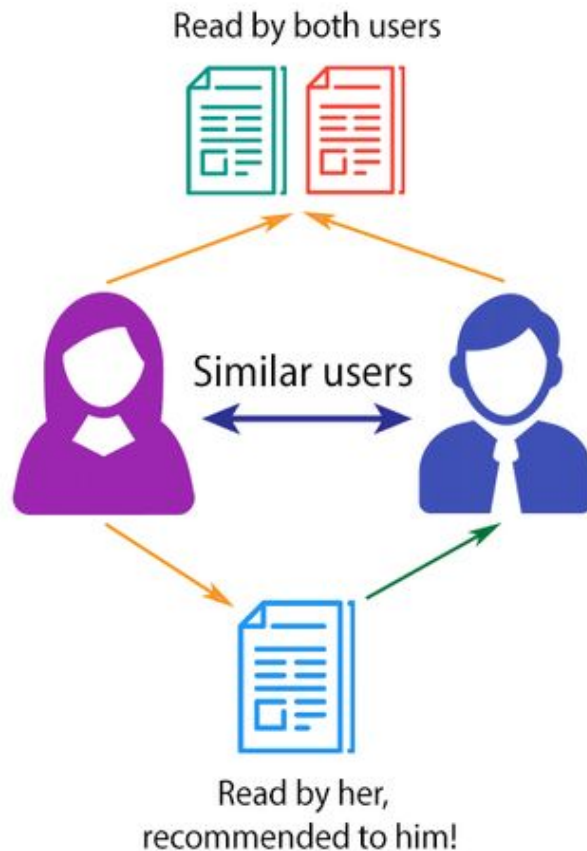 Read by both users
Similar users
Read by her,
recommended to him!